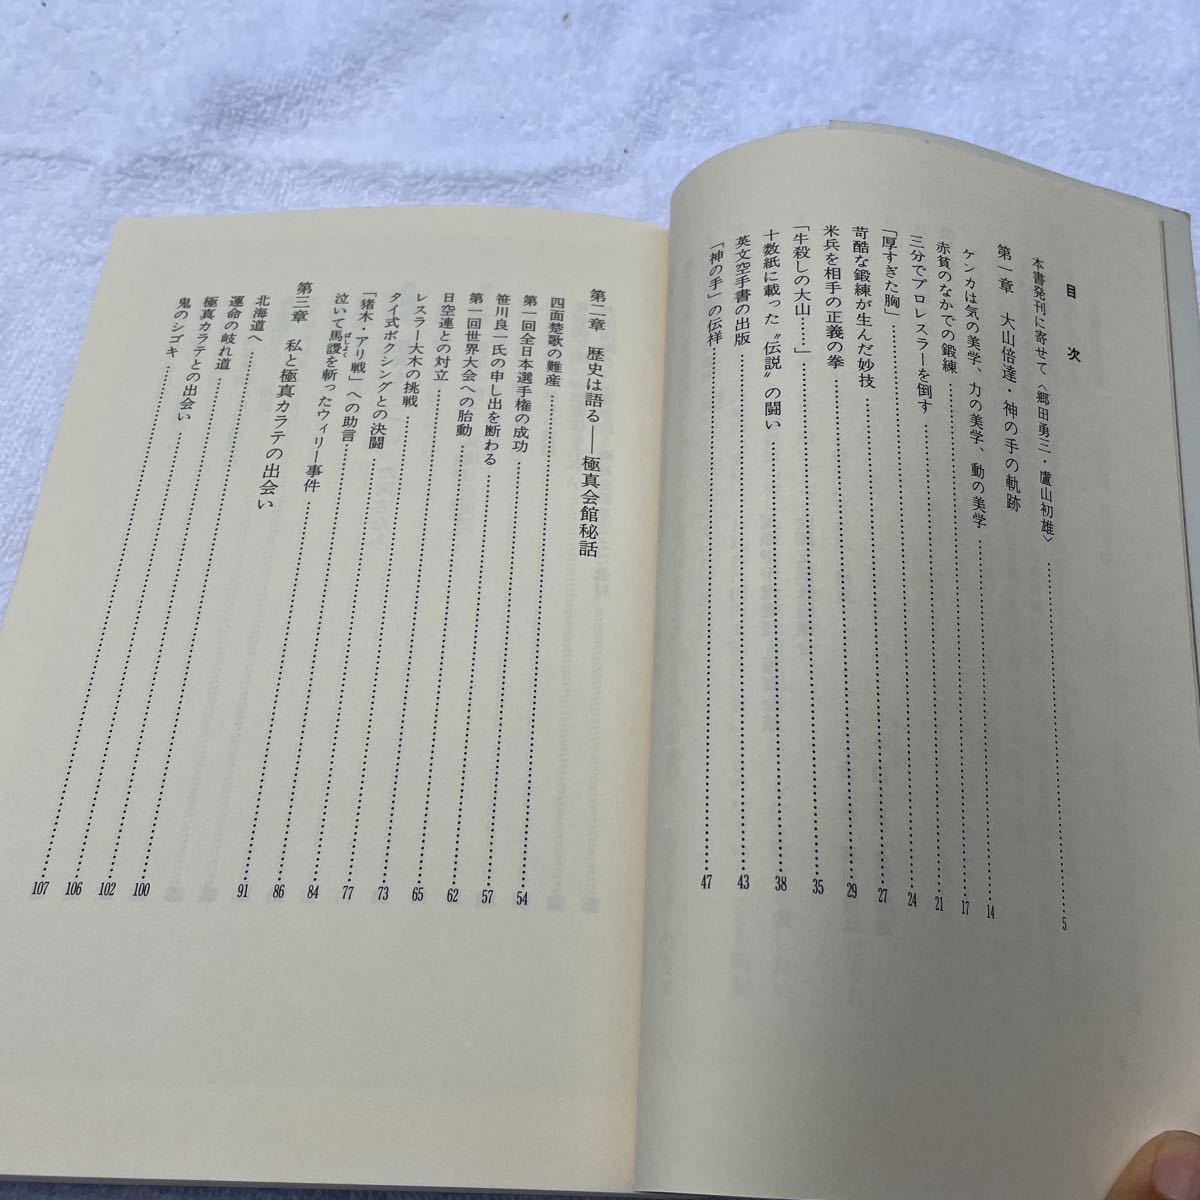 目次
本書発刊に寄せて〈郷田勇三・盧山初雄〉……5
第一章 大山倍達・神の手の軌跡
ケンカは気の美学、力の美学、動の美学……14
赤貧のなかでの鍛練……17
三分でプロレスラーを倒す……21
「厚すぎた胸」……24
苛酷な鍛練が生んだ妙技……27
米兵を相手の正義の拳……29
「牛殺しの大山……」……35
十数紙に載った〝伝説〟の闘い……38
英文空手書の出版……43
「神の手」の伝祥……47
第二章 歴史は語る――極真会館秘話
四面楚歌の難産……54
第一回全日本選手権の成功……57
笹川良一氏の申し出を断わる……62
第一回世界大会への胎動……65
日空連との対立……73
レスラー大木の挑戦……77
タイ式ボクシングとの決闘……84
「猪木・アリ戦」への助言……86
泣いて馬謖を斬ったウィリー事件……91
ばしょく
第三章 私と極真カラテの出会い
北海道へ……100
運命の岐れ道……102
極真カラテとの出会い……106
鬼のシゴキ……107